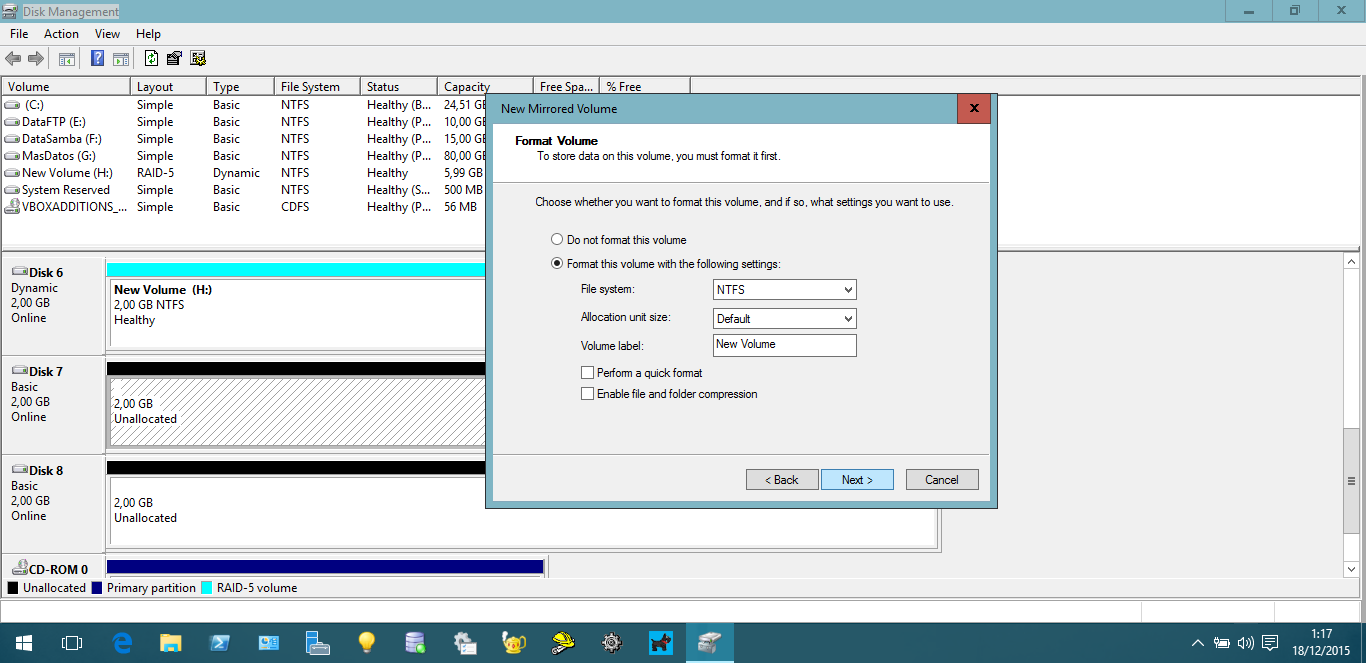 Disk Management
File Action View Help
Volume Layout Type File System Status Capacity Free Spa... % Free
(C:) Simple Basic NTFS Healthy (B... 24,51 GB
DataFTP (E:) Simple Basic NTFS Healthy (P... 10,00 GB
DataSamba (F:) Simple Basic NTFS Healthy (P... 15,00 GB
MasDatos (G:) Simple Basic NTFS Healthy (P... 80,00 GB
New Volume (H:) RAID-5 Dynamic NTFS Healthy 5,99 GB
System Reserved Simple Basic NTFS Healthy (S... 500 MB
VBOXADDITIONS_... Simple Basic CDFS Healthy (P... 56 MB
Disk 6
Dynamic
2,00 GB
Online
New Volume (H:)
2,00 GB NTFS
Healthy
Disk 7
Basic
2,00 GB
Online
2,00 GB
Unallocated
Disk 8
Basic
2,00 GB
Online
2,00 GB
Unallocated
CD-ROM 0
Unallocated Primary partition RAID-5 volume
New Mirrored Volume
Format Volume
To store data on this volume, you must format it first.
Choose whether you want to format this volume, and if so, what settings you want to use.
Do not format this volume
Format this volume with the following settings:
File system: NTFS
Allocation unit size: Default
Volume label: New Volume
Perform a quick format
Enable file and folder compression
< Back Next > Cancel
1:17
18/12/2015